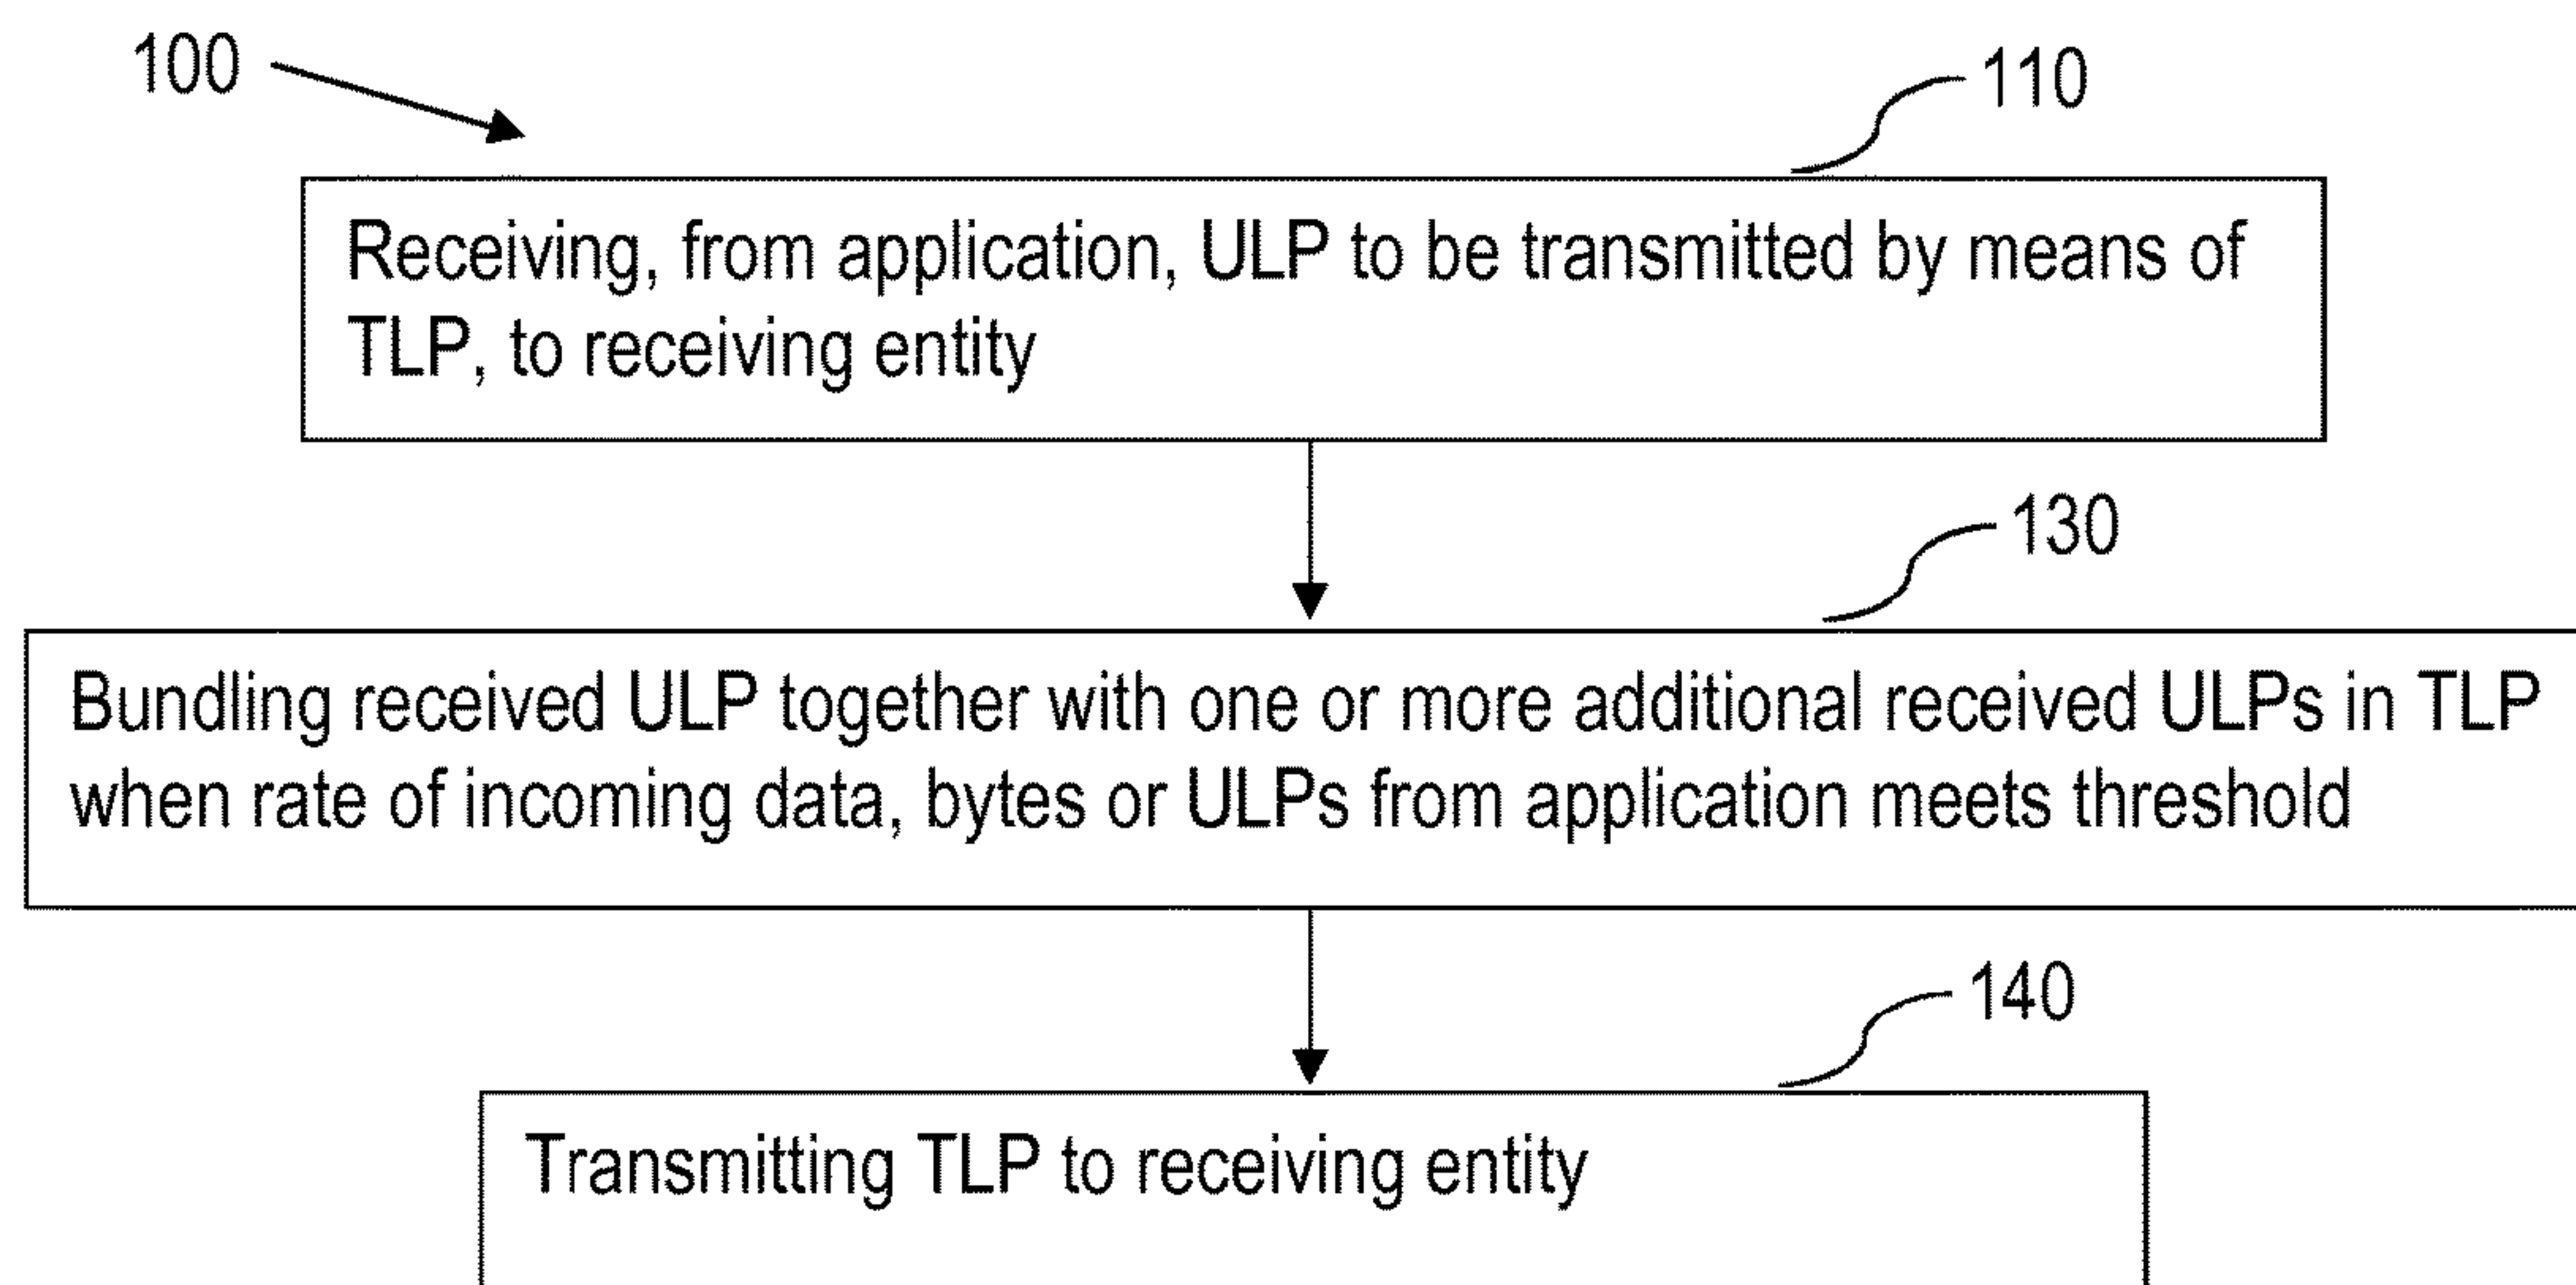 100
110
Receiving, from application, ULP to be transmitted by means of
TLP, to receiving entity
130
Bundling received ULP together with one or more additional received ULPs in TLP
when rate of incoming data, bytes or ULPs from application meets threshold
140
Transmitting TLP to receiving entity